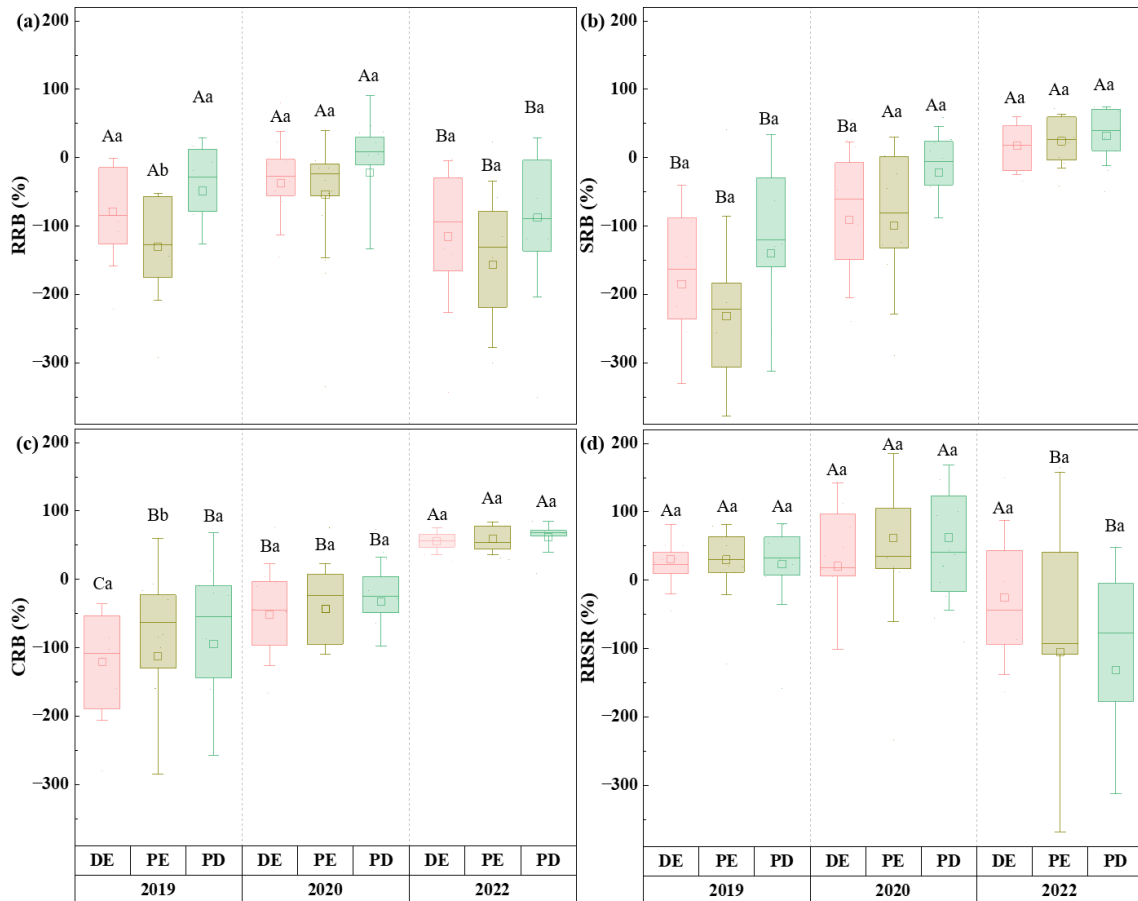 (a)
200
100
0
−100
−200
−300
RRB (%)
Aa
Ab
Aa
Aa
Aa
Aa
Ba
Ba
Ba
(b)
200
100
0
−100
−200
−300
SRB (%)
Ba
Ba
Ba
Ba
Aa
Aa
Aa
Aa
Aa
(c)
200
100
0
−100
−200
−300
CRB (%)
Ca
Bb
Ba
Ba
Ba
Ba
Aa
Aa
Aa
DE PE PD DE PE PD DE PE PD
2019 2020 2022
(d)
200
100
0
−100
−200
−300
RRSR (%)
Aa
Aa
Aa
Aa
Aa
Aa
Aa
Ba
Ba
DE PE PD DE PE PD DE PE PD
2019 2020 2022